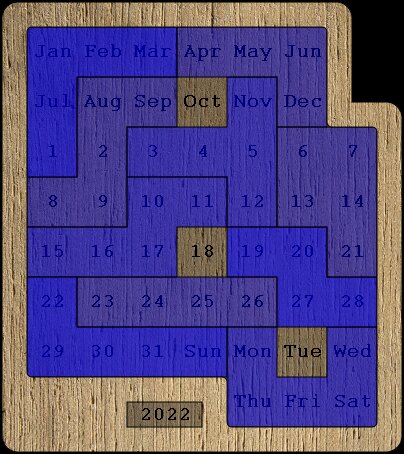 Jan Feb Mar Apr May Jun
Jul Aug Sep Oct Nov Dec
1 2 3 4 5 6 7
8 9 10 11 12 13 14
15 16 17 18 19 20 21
22 23 24 25 26 27 28
29 30 31 Sun Mon Tue Wed
Thu Fri Sat
2022